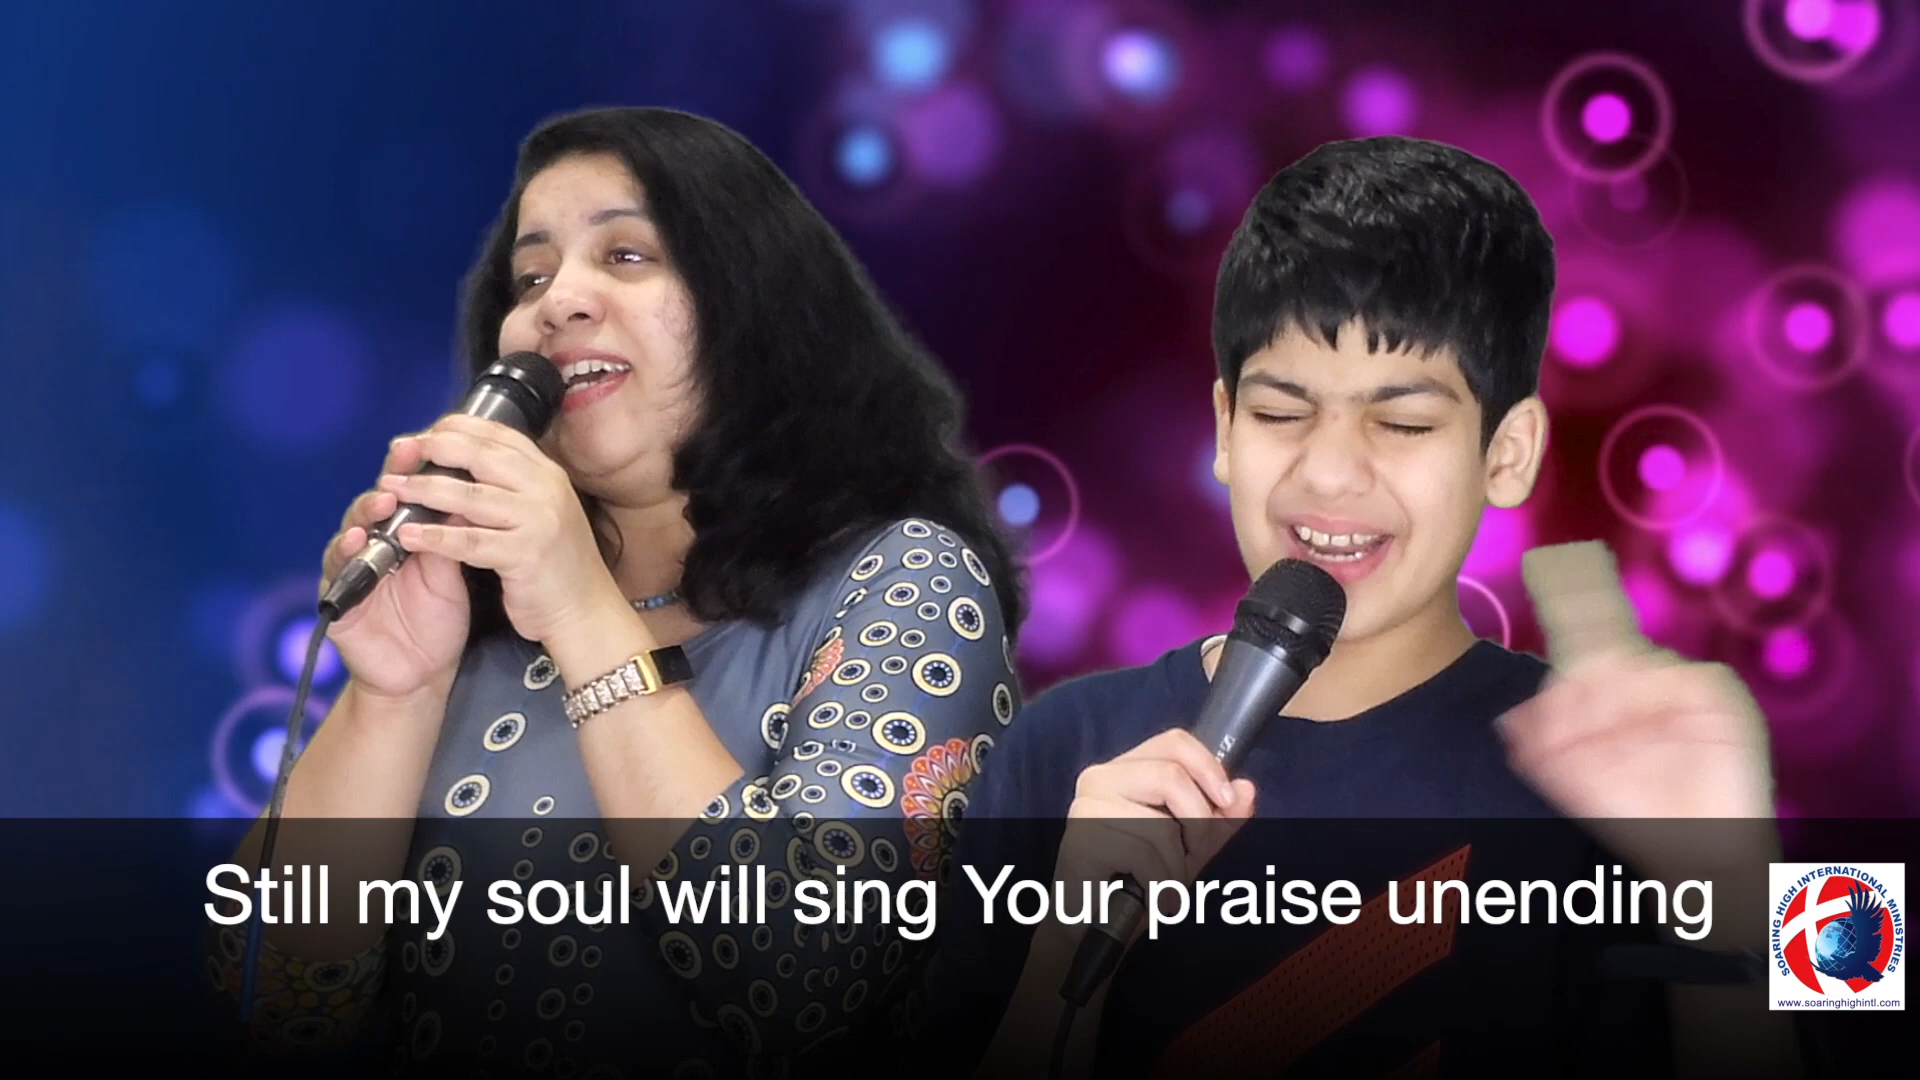 Still my soul will sing Your praise unending
SOARING HIGH INTERNATIONAL MINISTRIES
www.soaringhighintl.com